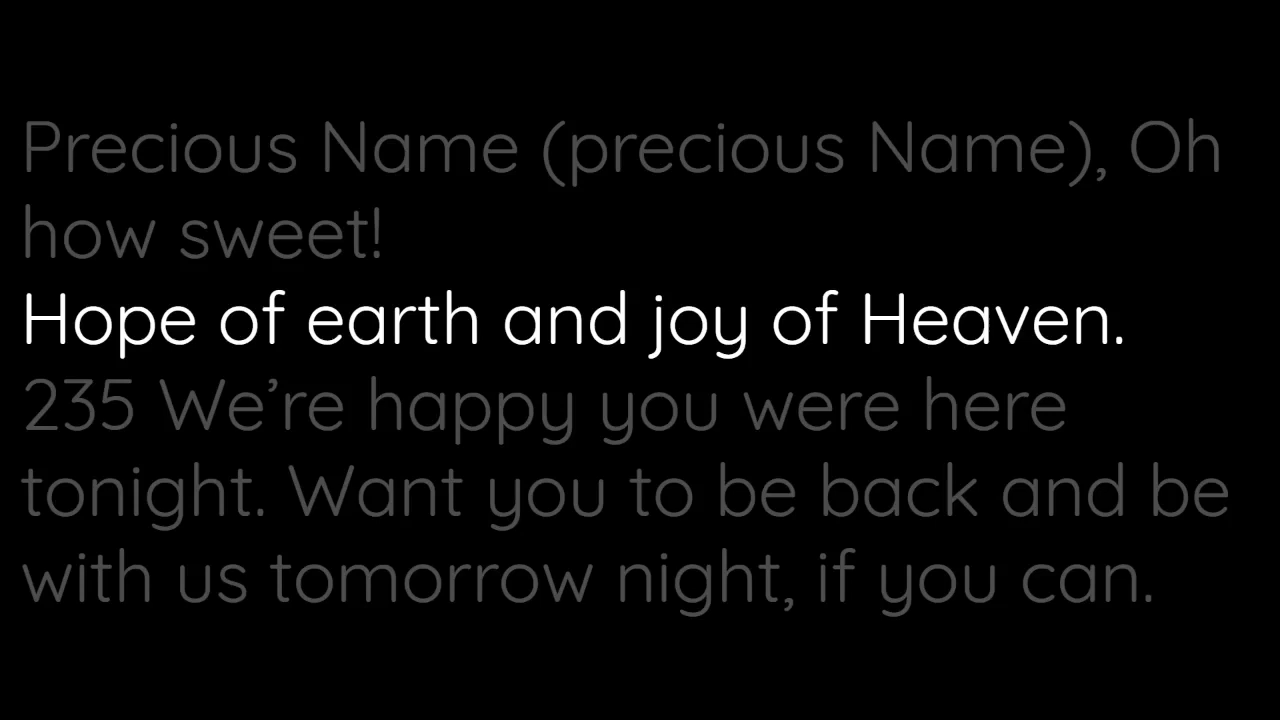 Precious Name (precious Name), Oh
how sweet!
Hope of earth and joy of Heaven.
235 We’re happy you were here
tonight. Want you to be back and be
with us tomorrow night, if you can.